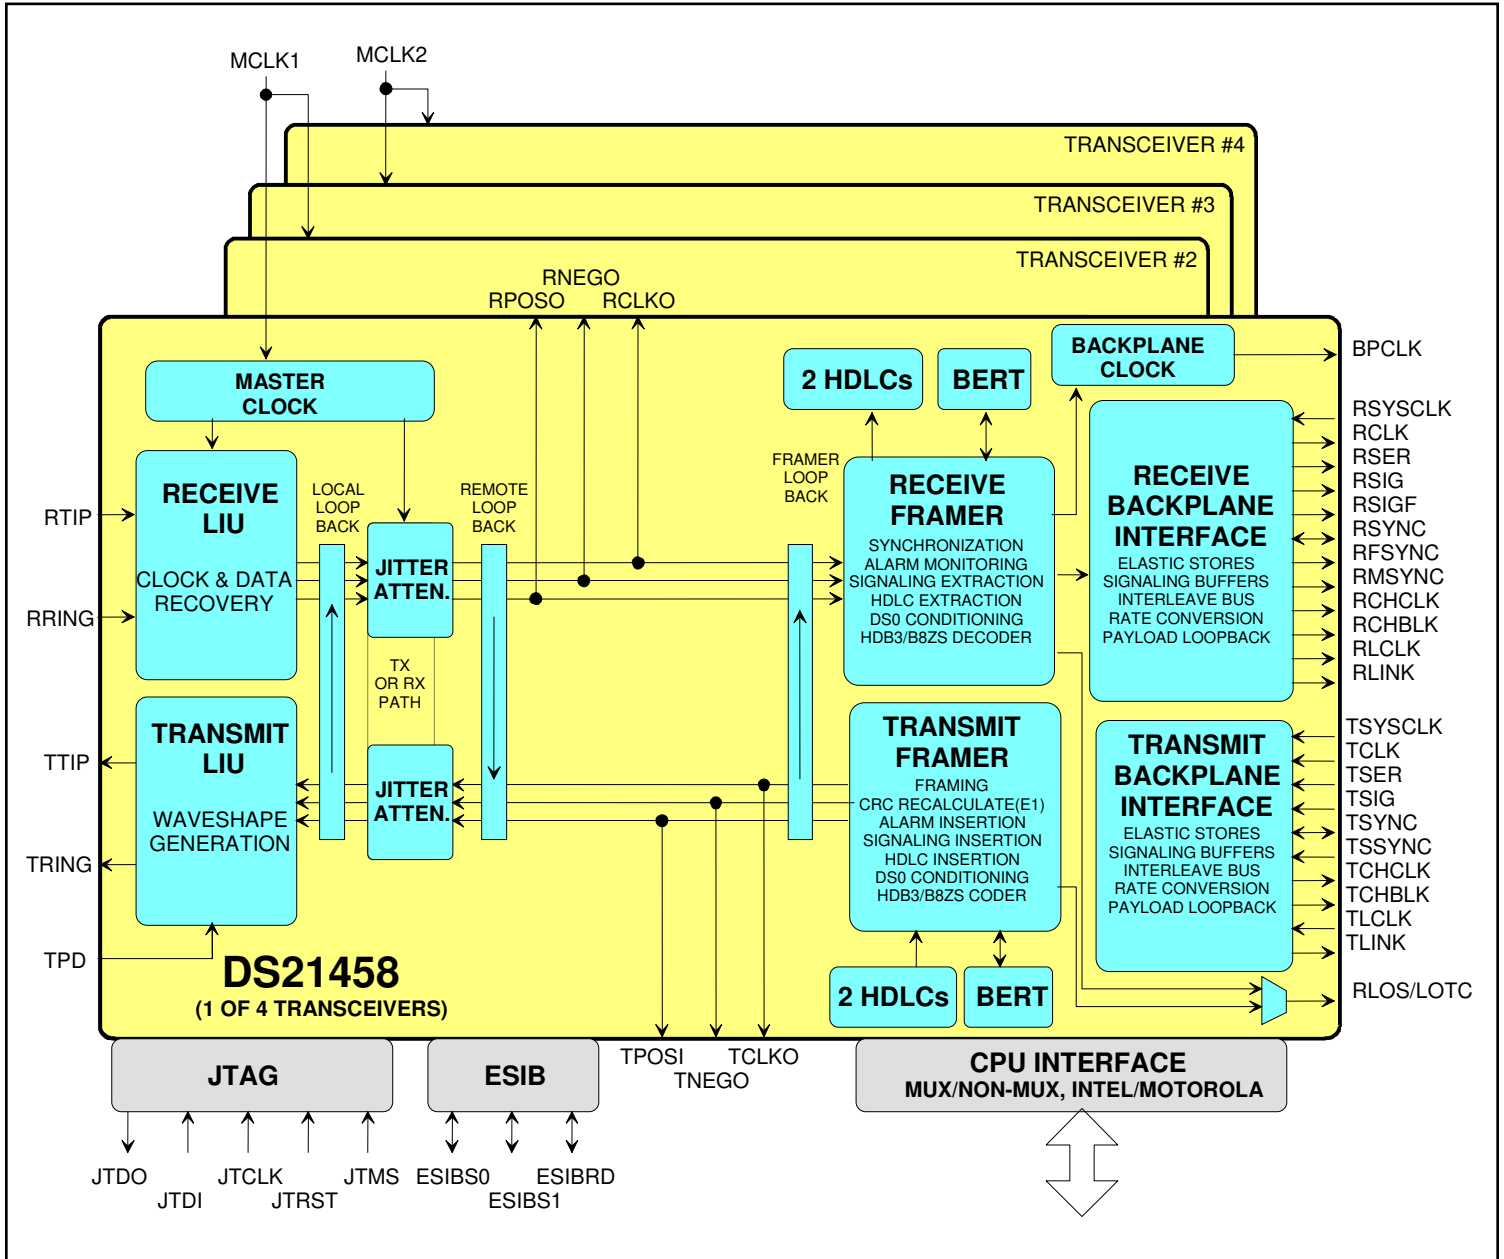 MCLK1
MCLK2
TRANSCEIVER #4
TRANSCEIVER #3
TRANSCEIVER #2
RNEGO
RPOSO
RCLKO
MASTER
CLOCK
2 HDLCs
BERT
BACKPLANE
CLOCK
BPCLK
RECEIVE
LIU
CLOCK & DATA
RECOVERY
RTIP
RRING
LOCAL
LOOP
BACK
JITTER
ATTEN.
REMOTE
LOOP
BACK
FRAMER
LOOP
BACK
RECEIVE
FRAMER
SYNCHRONIZATION
ALARM MONITORING
SIGNALING EXTRACTION
HDLC EXTRACTION
DS0 CONDITIONING
HDB3/B8ZS DECODER
RECEIVE
BACKPLANE
INTERFACE
ELASTIC STORES
SIGNALING BUFFERS
INTERLEAVE BUS
RATE CONVERSION
PAYLOAD LOOPBACK
RSYSCLK
RCLK
RSER
RSIG
RSIGF
RSYNC
RFSYNC
RMSYNC
RCHCLK
RCHBLK
RLCLK
RLINK
TX
OR RX
PATH
TRANSMIT
LIU
WAVESHAPE
GENERATION
TTIP
TRING
TPD
JITTER
ATTEN.
TRANSMIT
FRAMER
FRAMING
CRC RECALCULATE(E1)
ALARM INSERTION
SIGNALING INSERTION
HDLC INSERTION
DS0 CONDITIONING
HDB3/B8ZS CODER
TRANSMIT
BACKPLANE
INTERFACE
ELASTIC STORES
SIGNALING BUFFERS
INTERLEAVE BUS
RATE CONVERSION
PAYLOAD LOOPBACK
TSYSCLK
TCLK
TSER
TSIG
TSYNC
TSSYNC
TCHCLK
TCHBLK
TLCLK
TLINK
DS21458
(1 OF 4 TRANSCEIVERS)
2 HDLCs
BERT
RLOS/LOTC
TPOSI
TNEGO
TCLKO
JTAG
ESIB
CPU INTERFACE
MUX/NON-MUX, INTEL/MOTOROLA
JTDO
JTDI
JTCLK
JTRST
JTMS
ESIBS0
ESIBS1
ESIBRD